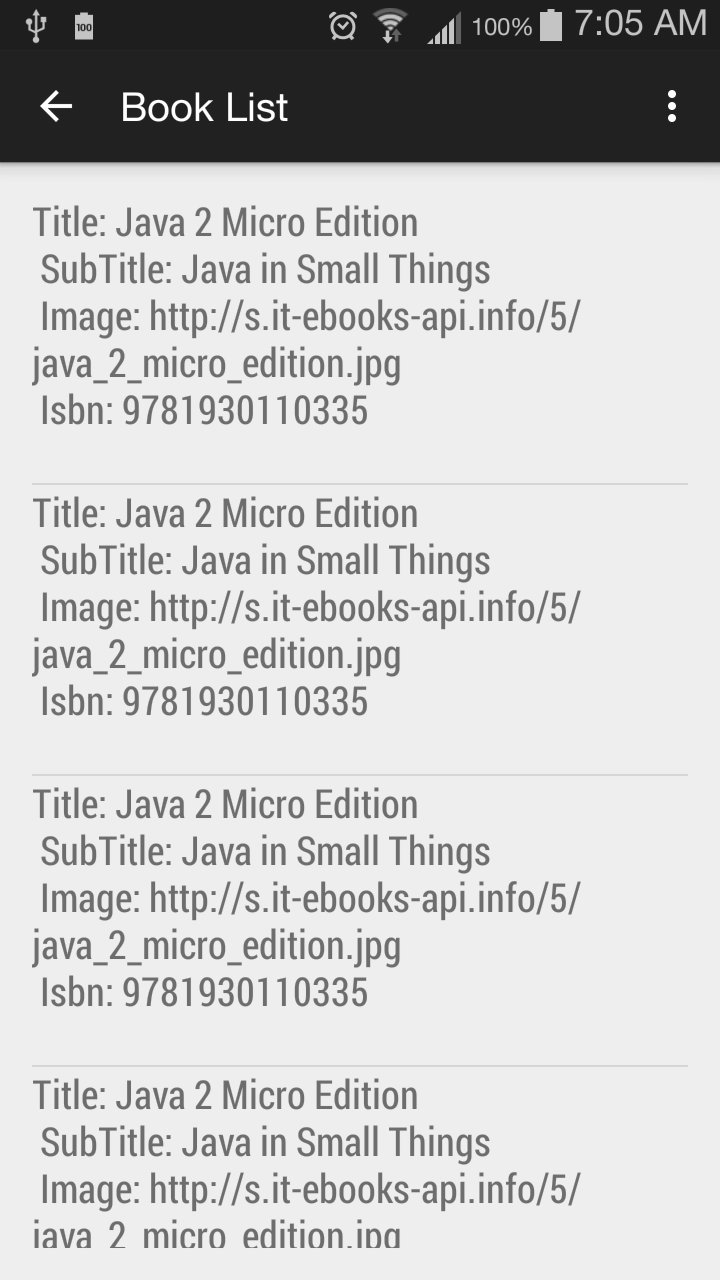 100 100% 7:05 AM
Book List
Title: Java 2 Micro Edition
SubTitle: Java in Small Things
Image: http://s.it-ebooks-api.info/5/
java_2_micro_edition.jpg
Isbn: 9781930110335
Title: Java 2 Micro Edition
SubTitle: Java in Small Things
Image: http://s.it-ebooks-api.info/5/
java_2_micro_edition.jpg
Isbn: 9781930110335
Title: Java 2 Micro Edition
SubTitle: Java in Small Things
Image: http://s.it-ebooks-api.info/5/
java_2_micro_edition.jpg
Isbn: 9781930110335
Title: Java 2 Micro Edition
SubTitle: Java in Small Things
Image: http://s.it-ebooks-api.info/5/
java_2_micro_edition.jpg